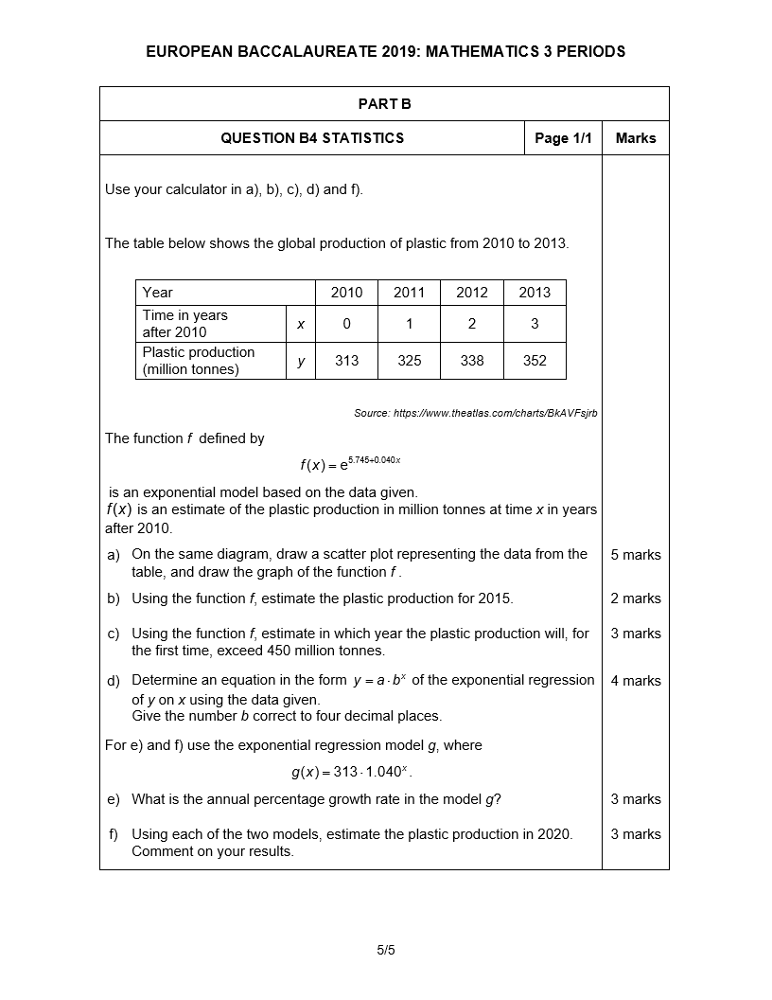 EUROPEAN BACCALAUREATE 2019: MATHEMATICS 3 PERIODS
PART B
QUESTION B4 STATISTICS Page 1/1 Marks
Use your calculator in a), b), c), d) and f).
The table below shows the global production of plastic from 2010 to 2013.
Year 2010 2011 2012 2013
Time in years
after 2010 x 0 1 2 3
Plastic production
(million tonnes) y 313 325 338 352
Source: https://www.theatlas.com/charts/BkAVFsjrb
The function f defined by
f(x) = e^{5.745+0.040x}
is an exponential model based on the data given.
f(x) is an estimate of the plastic production in million tonnes at time x in years
after 2010.
a) On the same diagram, draw a scatter plot representing the data from the 5 marks
table, and draw the graph of the function f .
b) Using the function f, estimate the plastic production for 2015. 2 marks
c) Using the function f, estimate in which year the plastic production will, for 3 marks
the first time, exceed 450 million tonnes.
d) Determine an equation in the form y = a · b^x of the exponential regression 4 marks
of y on x using the data given.
Give the number b correct to four decimal places.
For e) and f) use the exponential regression model g, where
g(x) = 313 · 1.040^x .
e) What is the annual percentage growth rate in the model g? 3 marks
f) Using each of the two models, estimate the plastic production in 2020. 3 marks
Comment on your results.
5/5